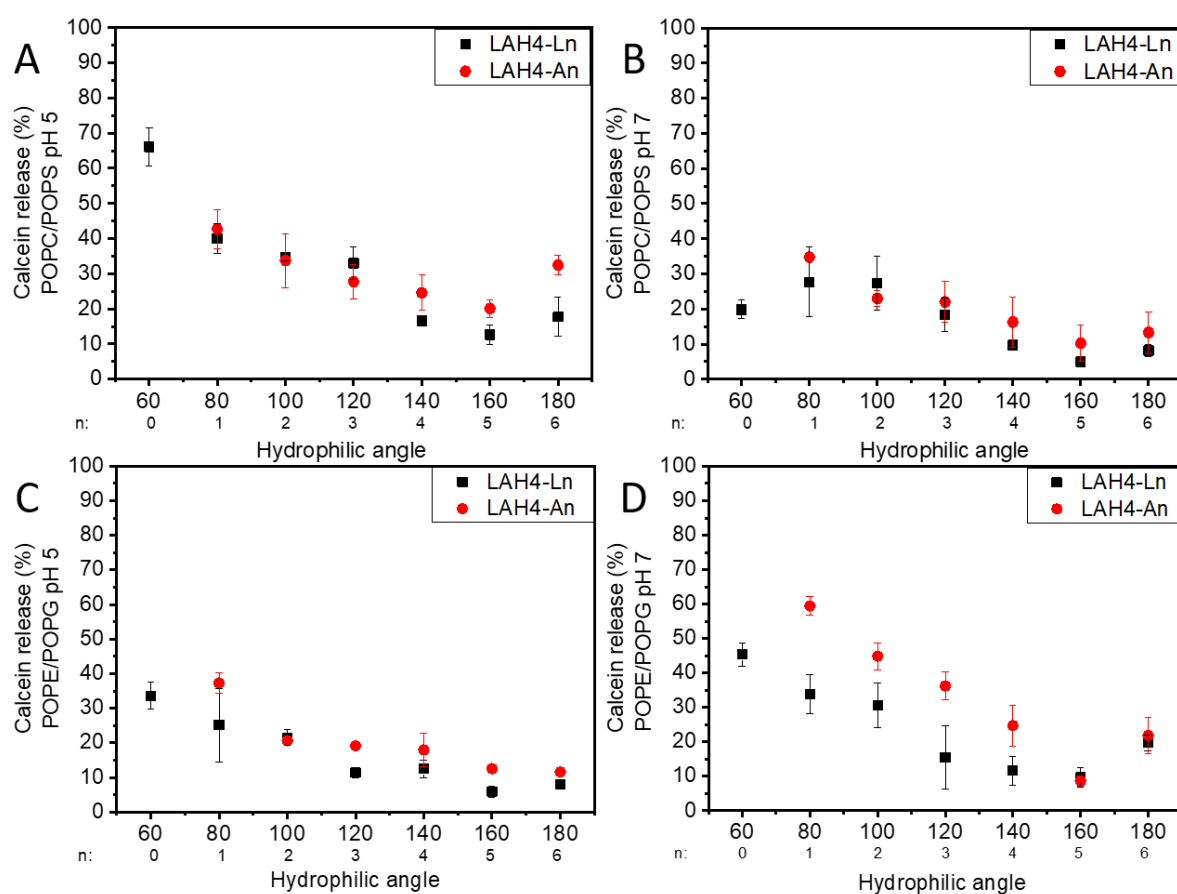 A
Calcein release (%)
POPC/POPS pH 5
100
90
80
70
60
50
40
30
20
10
0
LAH4-Ln
LAH4-An
60 80 100 120 140 160 180
n: 0 1 2 3 4 5 6
Hydrophilic angle
B
Calcein release (%)
POPC/POPS pH 7
100
90
80
70
60
50
40
30
20
10
0
LAH4-Ln
LAH4-An
60 80 100 120 140 160 180
n: 0 1 2 3 4 5 6
Hydrophilic angle
C
Calcein release (%)
POPE/POPG pH 5
100
90
80
70
60
50
40
30
20
10
0
LAH4-Ln
LAH4-An
60 80 100 120 140 160 180
n: 0 1 2 3 4 5 6
Hydrophilic angle
D
Calcein release (%)
POPE/POPG pH 7
100
90
80
70
60
50
40
30
20
10
0
LAH4-Ln
LAH4-An
60 80 100 120 140 160 180
n: 0 1 2 3 4 5 6
Hydrophilic angle